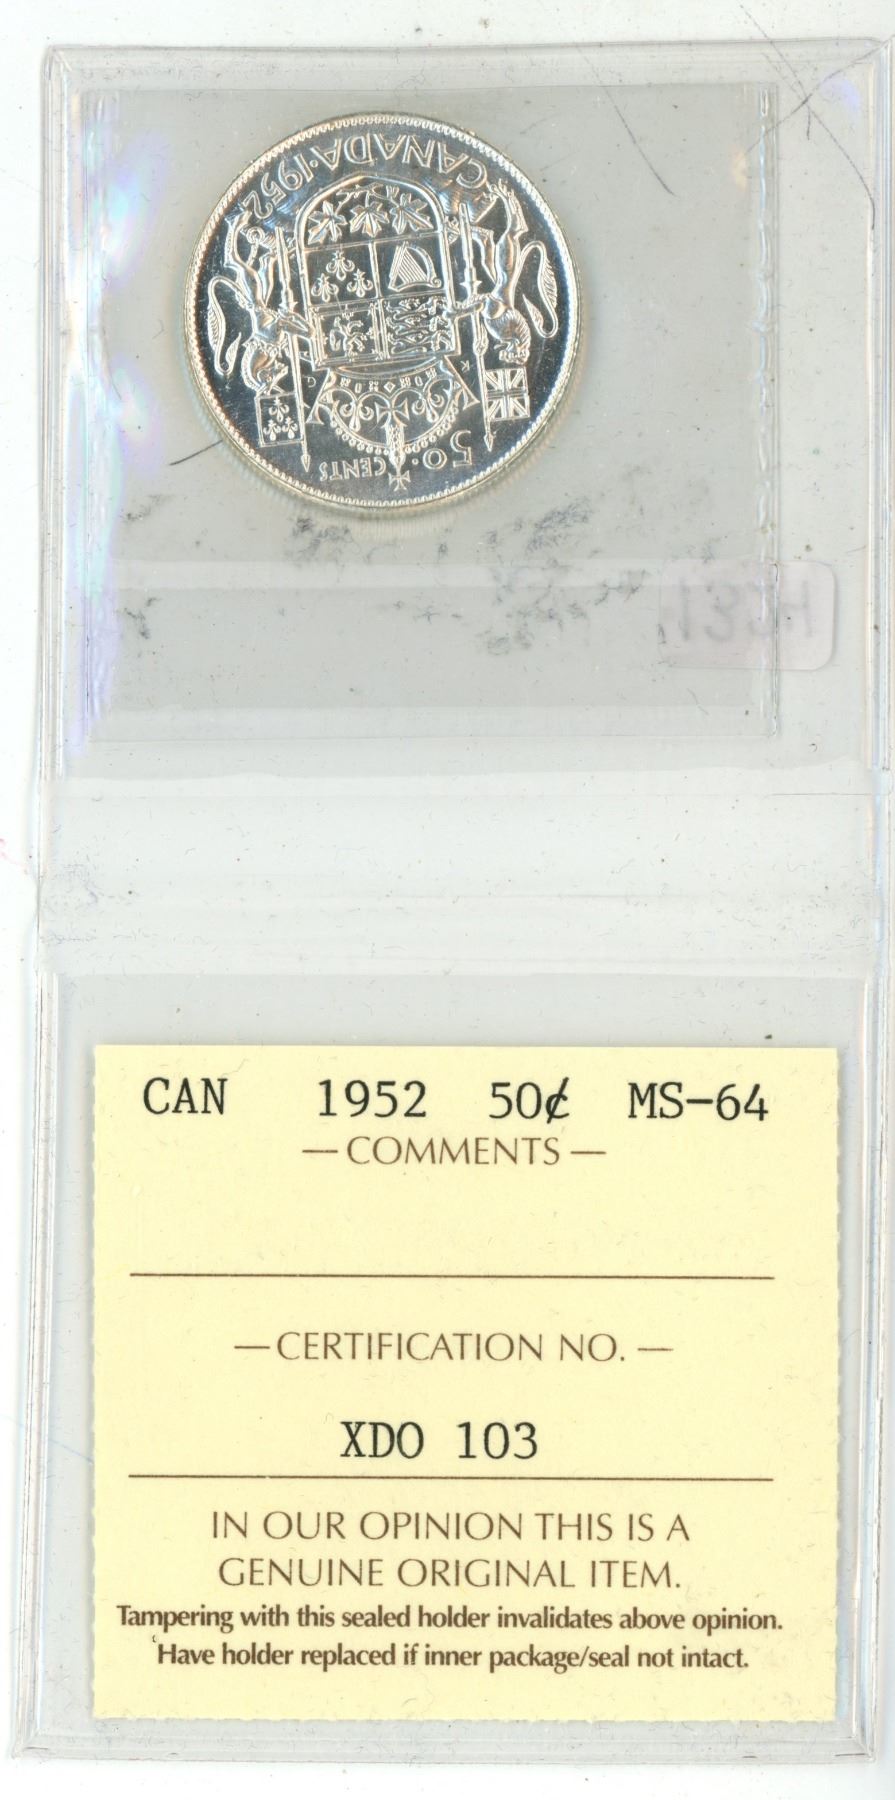 50 · CENTS
K G
CANADA · 1952
CAN 1952 50¢ MS-64
— COMMENTS —
— CERTIFICATION NO. —
XDO 103
IN OUR OPINION THIS IS A
GENUINE ORIGINAL ITEM.
Tampering with this sealed holder invalidates above opinion.
Have holder replaced if inner package/seal not intact.